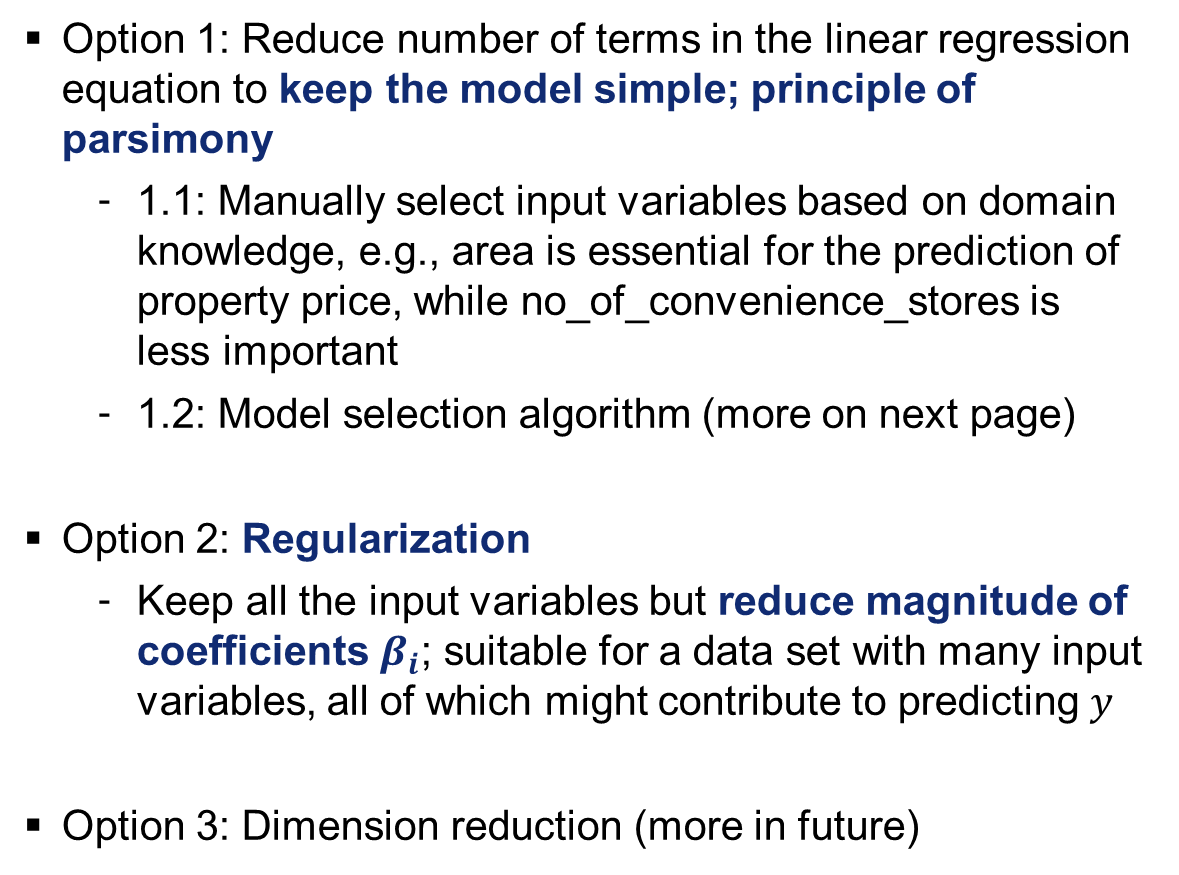 ▪ Option 1: Reduce number of terms in the linear regression
equation to keep the model simple; principle of
parsimony
- 1.1: Manually select input variables based on domain
knowledge, e.g., area is essential for the prediction of
property price, while no_of_convenience_stores is
less important
- 1.2: Model selection algorithm (more on next page)
▪ Option 2: Regularization
- Keep all the input variables but reduce magnitude of
coefficients βᵢ; suitable for a data set with many input
variables, all of which might contribute to predicting y
▪ Option 3: Dimension reduction (more in future)